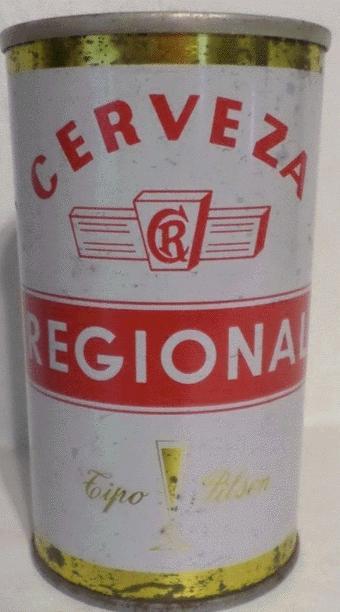 CERVEZA
CR
REGIONAL
Tipo Pilsen